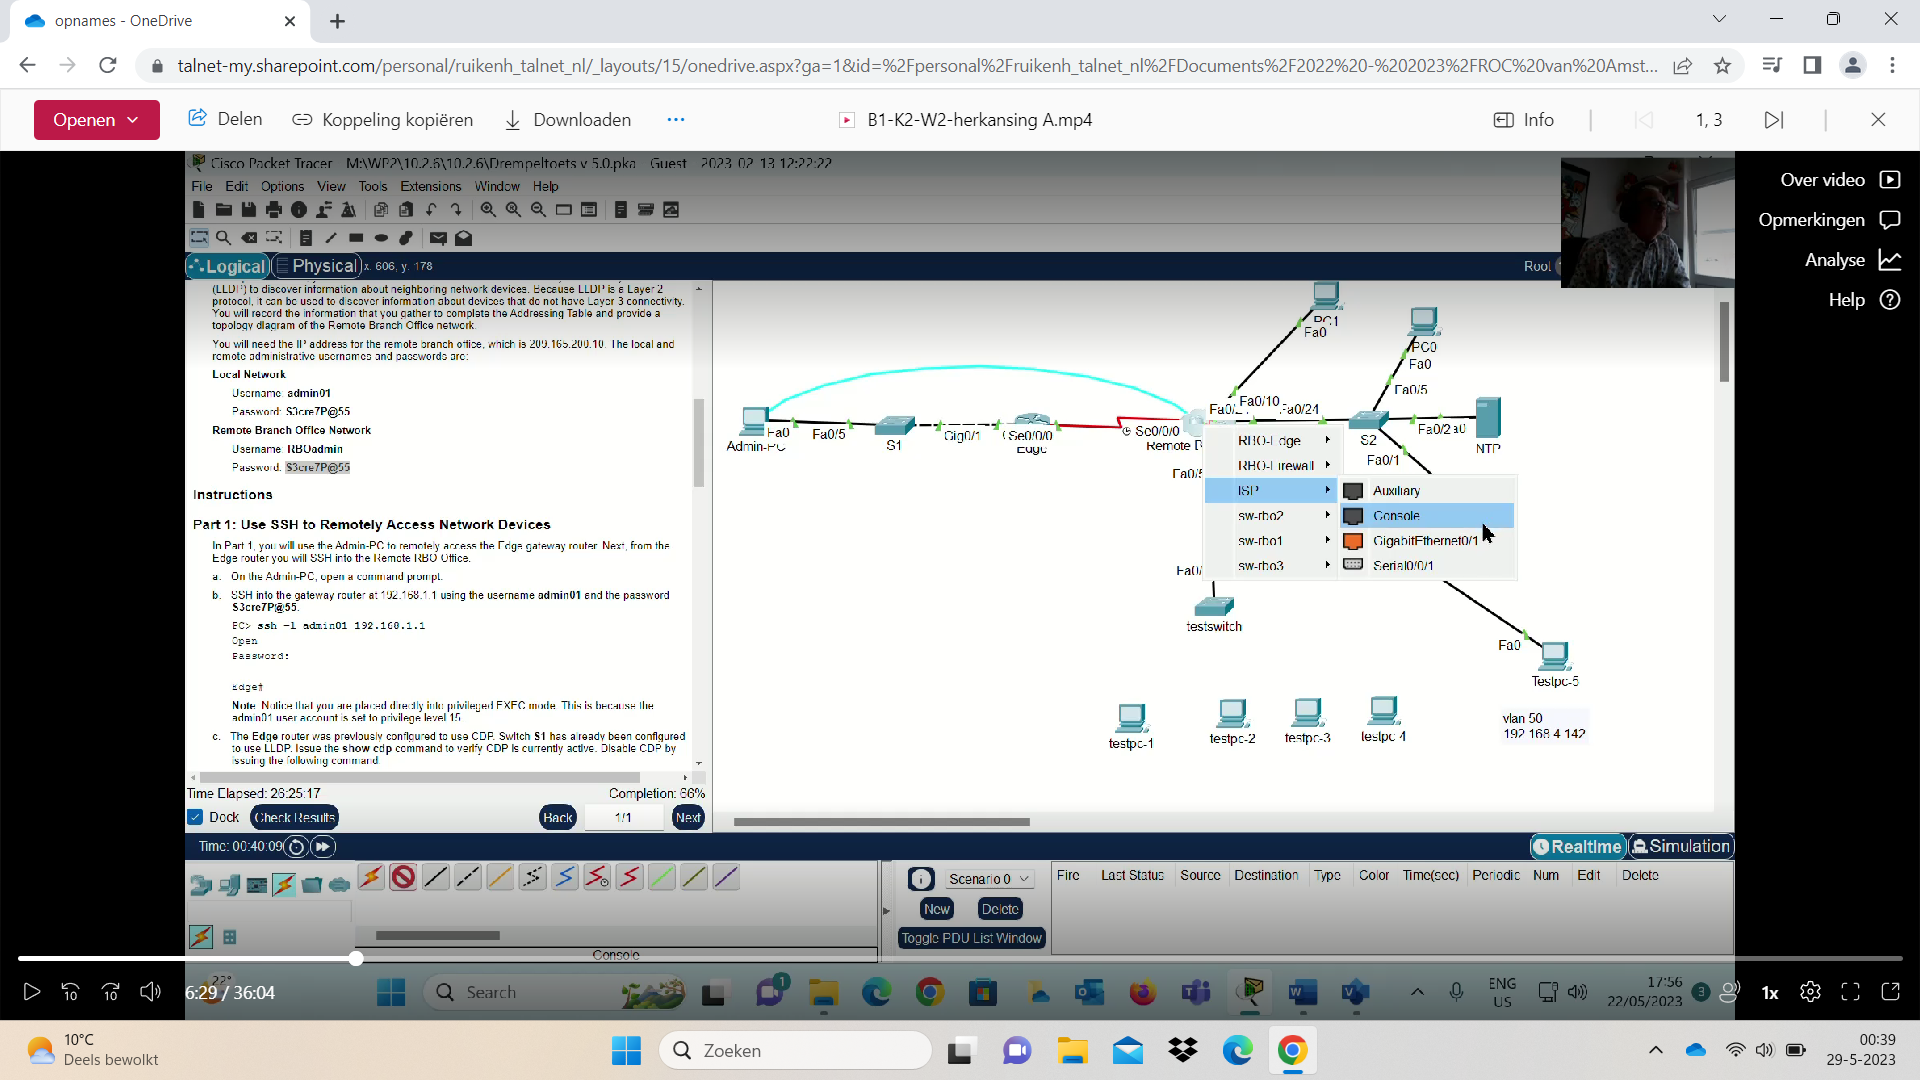 opnames - OneDrive
talnet-my.sharepoint.com/personal/ruikenh_talnet_nl/_layouts/15/onedrive.aspx?ga=1&id=%2Fpersonal%2Fruikenh_talnet_nl%2FDocuments%2F2022%20-%202023%2FROC%20van%20Amst...
Openen
Delen
Koppeling kopiëren
Downloaden
B1-K2-W2-herkansing A.mp4
Info
1, 3
Over video
Opmerkingen
Analyse
Help
Cisco Packet Tracer M:\WP2\10.2.6\10.2.6\Drempeltoets v 5.0.pka Guest 2023 02 13 12:22:22
File Edit Options View Tools Extensions Window Help
Logical Physical x. 606, y. 178
Root
(LLDP) to discover information about neighboring network devices. Because LLDP is a Layer 2
protocol, it can be used to discover information about devices that do not have Layer 3 connectivity.
You will record the information that you gather to complete the Addressing Table and provide a
topology diagram of the Remote Branch Office network.
You will need the IP address for the remote branch office, which is 209.165.200.10. The local and
remote administrative usernames and passwords are:
Local Network
Username: admin01
Password: S3cre7P@55
Remote Branch Office Network
Username: RBOadmin
Password: S3cre7P@55
Instructions
Part 1: Use SSH to Remotely Access Network Devices
In Part 1, you will use the Admin-PC to remotely access the Edge gateway router. Next, from the
Edge router you will SSH into the Remote RBO Office.
a. On the Admin-PC, open a command prompt.
b. SSH into the gateway router at 192.168.1.1 using the username admin01 and the password
S3cre7P@55.
PC> ssh -l admin01 192.168.1.1
Open
Password:
Edge#
Note: Notice that you are placed directly into privileged EXEC mode. This is because the
admin01 user account is set to privilege level 15.
c. The Edge router was previously configured to use CDP. Switch S1 has already been configured
to use LLDP. Issue the show cdp command to verify CDP is currently active. Disable CDP by
issuing the following command:
Time Elapsed: 26:25:17
Completion: 66%
Dock
Check Results
Back
1/1
Next
PC1
Fa0
PC0
Fa0
Fa0/5
Fa0/10
Fa0/24
Fa0
Fa0/5
Gig0/1
Se0/0/0
Se0/0/0
Fa0/2
Admin-PC
S1
Edge
S2
NTP
Fa0/1
Fa0/5
RBO-Edge
RBO-Firewall
ISP
sw-rbo2
sw-rbo1
sw-rbo3
Auxiliary
Console
GigabitEthernet0/1
Serial0/0/1
testswitch
Fa0
Testpc-5
testpc-1
testpc-2
testpc-3
testpc 4
vlan 50
192 168 4 142
Time: 00:40:09
Realtime
Simulation
Scenario 0
New
Delete
Toggle PDU List Window
Fire Last Status Source Destination Type Color Time(sec) Periodic Num Edit Delete
Console
6:29 / 36:04
22°
Search
1
ENG
US
17:56
22/05/2023
3
1x
10°C
Deels bewolkt
Zoeken
00:39
29-5-2023